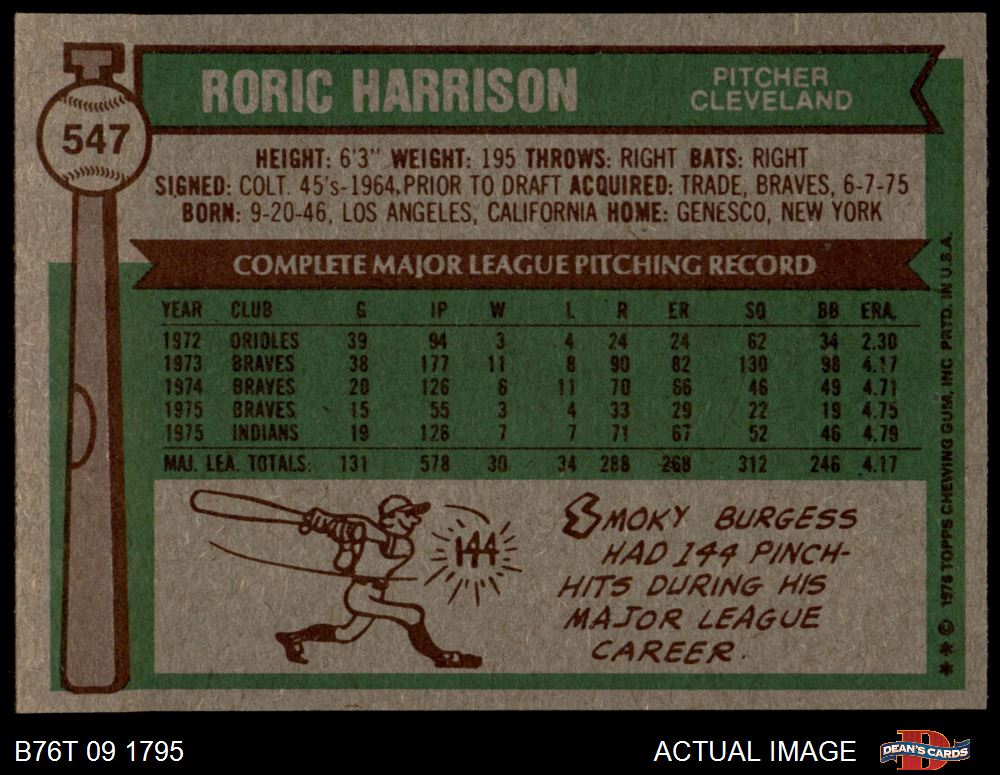 547
RORIC HARRISON
PITCHER
CLEVELAND
HEIGHT: 6'3" WEIGHT: 195 THROWS: RIGHT BATS: RIGHT
SIGNED: COLT. 45's-1964, PRIOR TO DRAFT ACQUIRED: TRADE, BRAVES, 6-7-75
BORN: 9-20-46, LOS ANGELES, CALIFORNIA HOME: GENESCO, NEW YORK
COMPLETE MAJOR LEAGUE PITCHING RECORD
YEAR CLUB G IP W L R ER SO BB ERA.
1972 ORIOLES 39 94 3 4 24 24 62 34 2.30
1973 BRAVES 38 177 11 8 90 82 130 98 4.17
1974 BRAVES 20 126 6 11 70 66 46 49 4.71
1975 BRAVES 15 55 3 4 33 29 22 19 4.75
1975 INDIANS 19 126 7 7 71 67 52 46 4.79
MAJ. LEA. TOTALS: 131 578 30 34 288 268 312 246 4.17
144
SMOKY BURGESS
HAD 144 PINCH-
HITS DURING HIS
MAJOR LEAGUE
CAREER.
** © 1976 TOPPS CHEWING GUM, INC. PRTD. IN U.S.A.
B76T 09 1795
ACTUAL IMAGE
D
DEAN'S CARDS